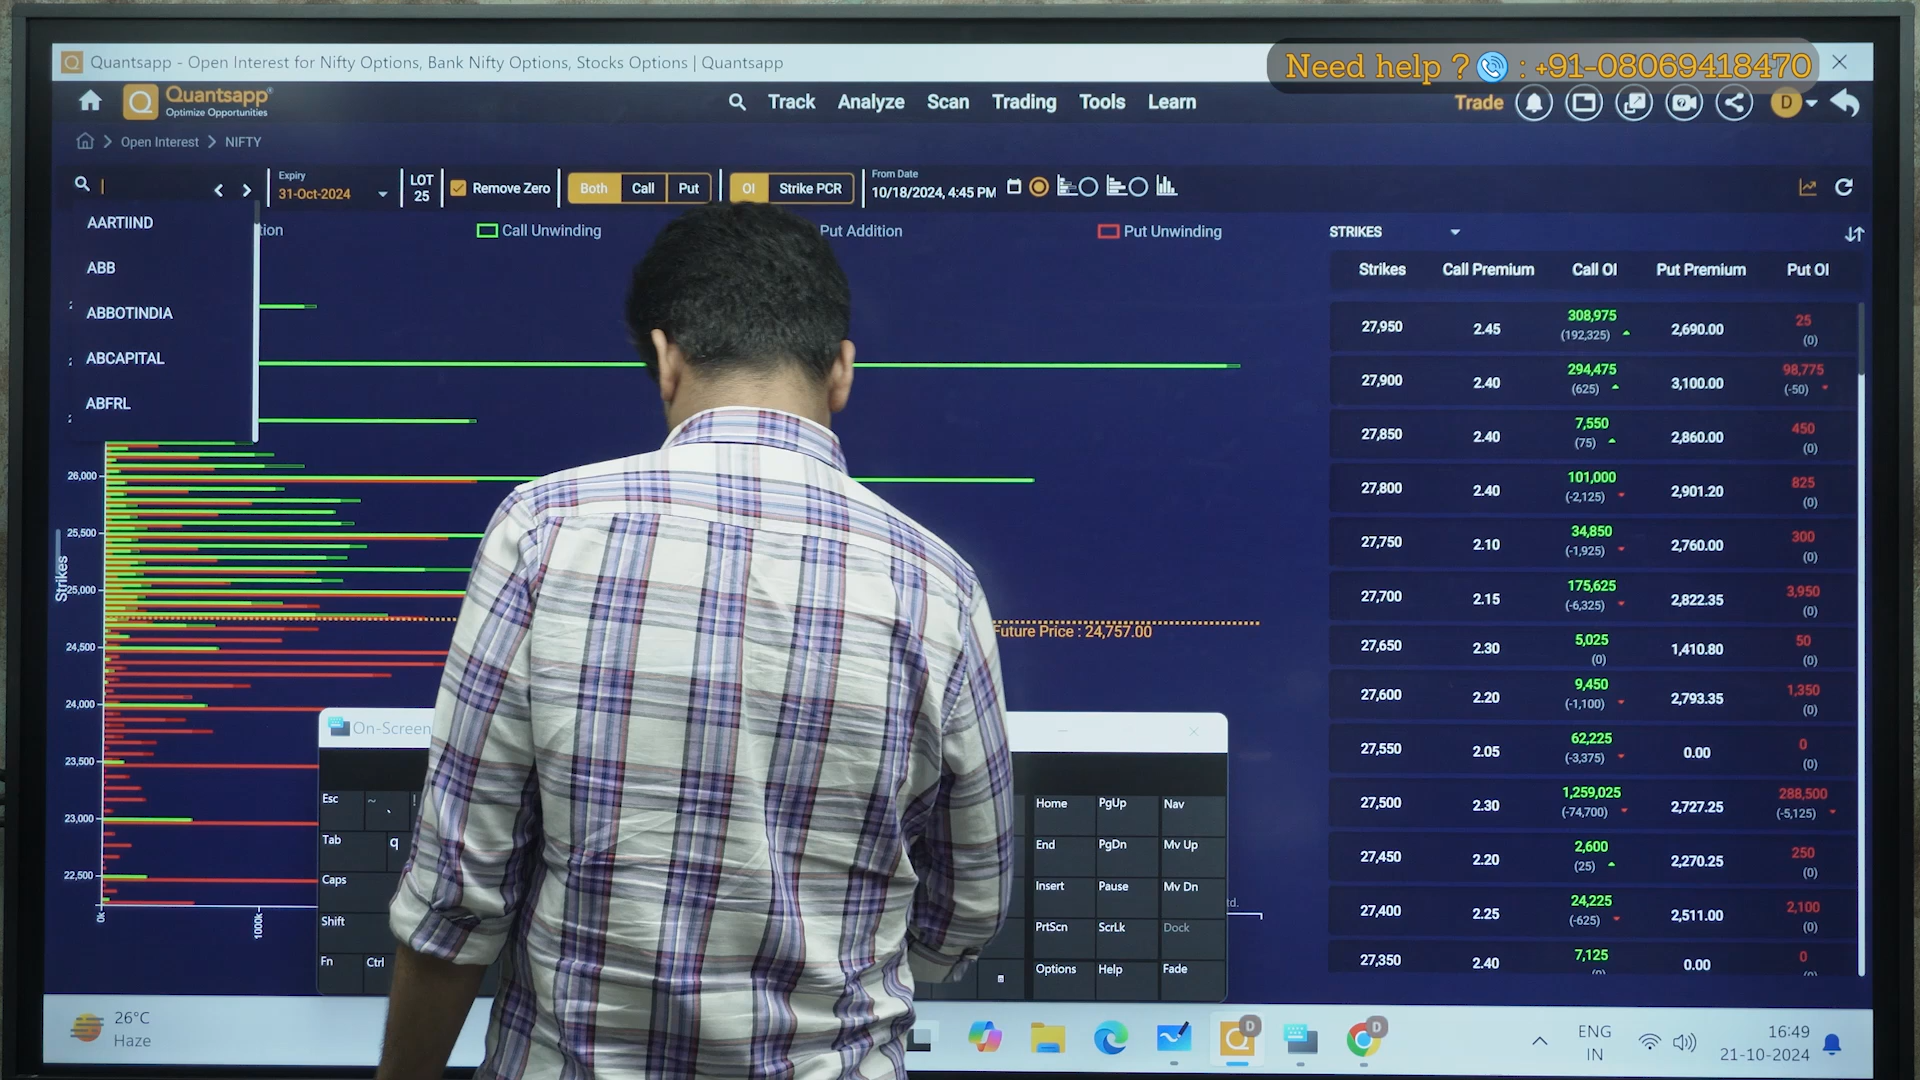 Quantsapp - Open Interest for Nifty Options, Bank Nifty Options, Stocks Options | Quantsapp
Need help ? : +91-08069418470
Quantsapp
Optimize Opportunities
Track Analyze Scan Trading Tools Learn
Trade
D
Open Interest > NIFTY
Expiry
31-Oct-2024
LOT
25
Remove Zero
Both Call Put
OI Strike PCR
From Date
10/18/2024, 4:45 PM
AARTIIND
ABB
ABBOTINDIA
ABCAPITAL
ABFRL
tion
Call Unwinding
Put Addition
Put Unwinding
Strikes
26,000
25,500
25,000
24,500
24,000
23,500
23,000
22,500
0k
1000k
Future Price : 24,757.00
td.
STRIKES
Strikes Call Premium Call OI Put Premium Put OI
27,950 2.45 308,975 (192,325) 2,690.00 25 (0)
27,900 2.40 294,475 (625) 3,100.00 98,775 (-50)
27,850 2.40 7,550 (75) 2,860.00 450 (0)
27,800 2.40 101,000 (-2,125) 2,901.20 825 (0)
27,750 2.10 34,850 (-1,925) 2,760.00 300 (0)
27,700 2.15 175,625 (-6,325) 2,822.35 3,950 (0)
27,650 2.30 5,025 (0) 1,410.80 50 (0)
27,600 2.20 9,450 (-1,100) 2,793.35 1,350 (0)
27,550 2.05 62,225 (-3,375) 0.00 0 (0)
27,500 2.30 1,259,025 (-74,700) 2,727.25 288,500 (-5,125)
27,450 2.20 2,600 (25) 2,270.25 250 (0)
27,400 2.25 24,225 (-625) 2,511.00 2,100 (0)
27,350 2.40 7,125 0.00 0
On-Screen
Esc ~ ` !
Tab q
Caps
Shift
Fn Ctrl
Home PgUp Nav
End PgDn Mv Up
Insert Pause Mv Dn
PrtScn ScrLk Dock
Options Help Fade
26°C
Haze
D
D
ENG
IN
16:49
21-10-2024